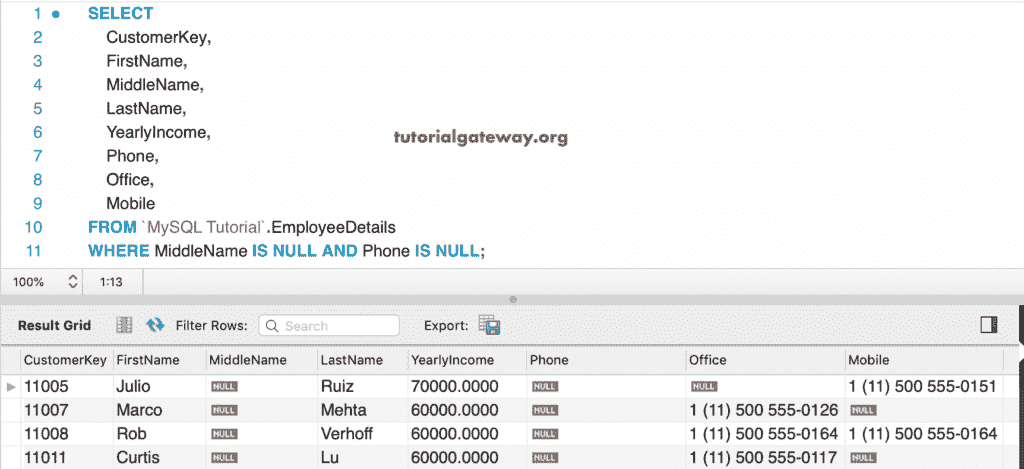 1 SELECT
2 CustomerKey,
3 FirstName,
4 MiddleName,
5 LastName,
6 YearlyIncome,
tutorialgateway.org
7 Phone,
8 Office,
9 Mobile
10 FROM `MySQL Tutorial`.EmployeeDetails
11 WHERE MiddleName IS NULL AND Phone IS NULL;
100% 1:13
Result Grid Filter Rows: Search Export:
CustomerKey FirstName MiddleName LastName YearlyIncome Phone Office Mobile
11005 Julio NULL Ruiz 70000.0000 NULL NULL 1 (11) 500 555-0151
11007 Marco NULL Mehta 60000.0000 NULL 1 (11) 500 555-0126 NULL
11008 Rob NULL Verhoff 60000.0000 NULL 1 (11) 500 555-0164 1 (11) 500 555-0164
11011 Curtis NULL Lu 60000.0000 NULL 1 (11) 500 555-0117 NULL